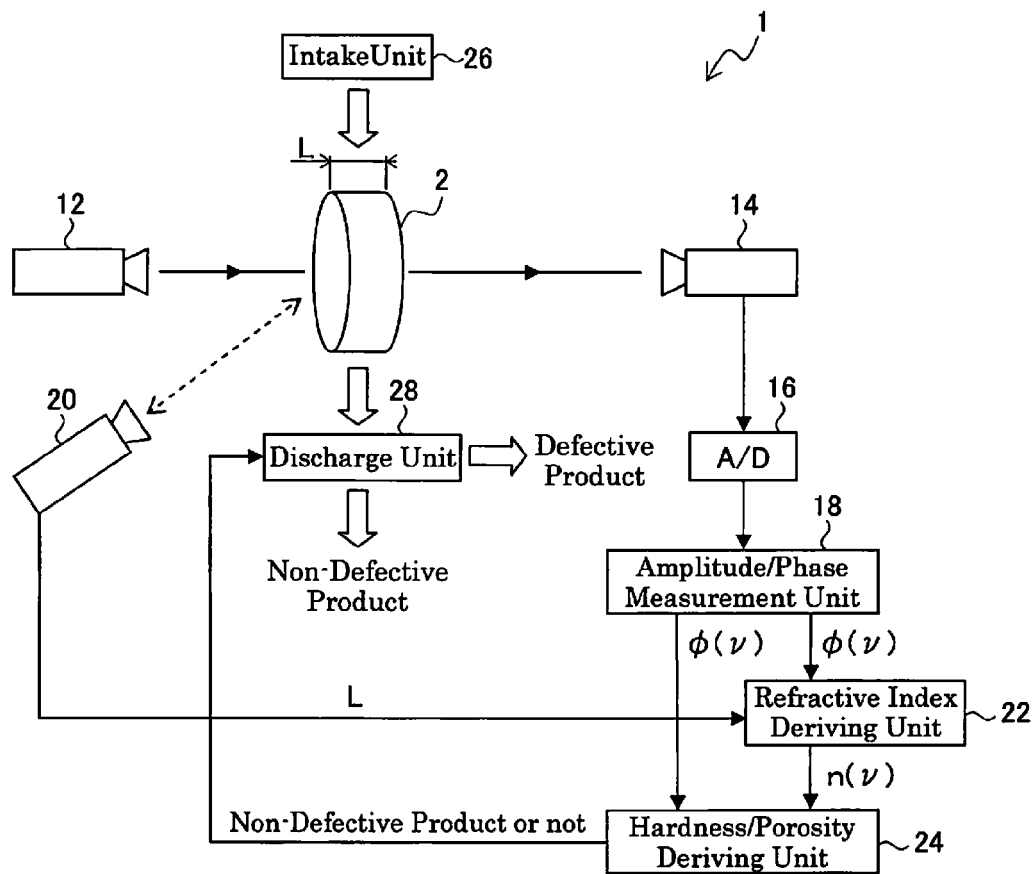 1
IntakeUnit
26
L
2
12
14
20
28
16
Discharge Unit
Defective
Product
A/D
Non-Defective
Product
18
Amplitude/Phase
Measurement Unit
ϕ(ν)
ϕ(ν)
L
Refractive Index
Deriving Unit
22
n(ν)
Non-Defective Product or not
Hardness/Porosity
Deriving Unit
24